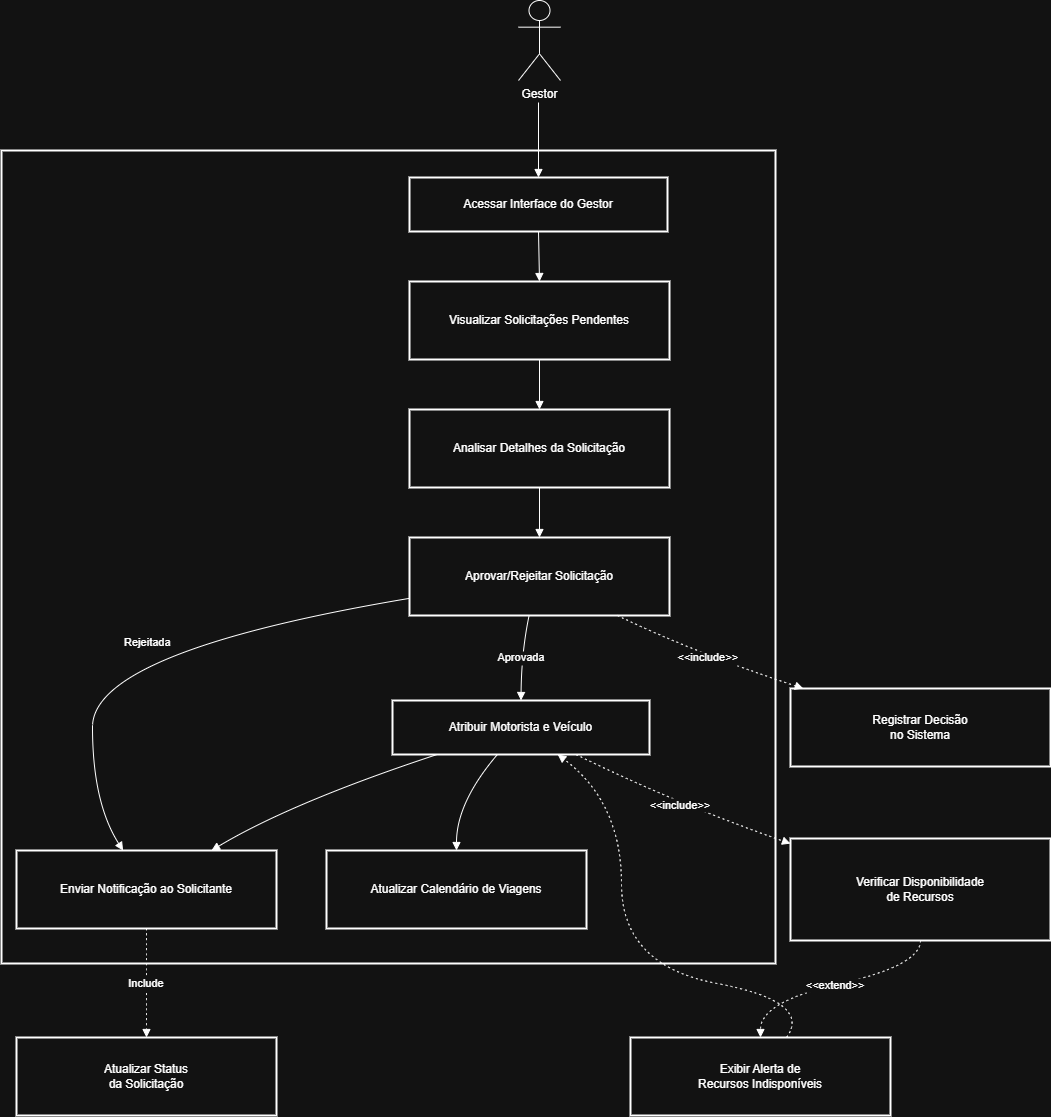 Gestor
Acessar Interface do Gestor
Visualizar Solicitações Pendentes
Analisar Detalhes da Solicitação
Aprovar/Rejeitar Solicitação
Rejeitada
Aprovada
<<include>>
Registrar Decisão
no Sistema
Atribuir Motorista e Veículo
<<include>>
Enviar Notificação ao Solicitante
Atualizar Calendário de Viagens
Verificar Disponibilidade
de Recursos
Include
<<extend>>
Atualizar Status
da Solicitação
Exibir Alerta de
Recursos Indisponíveis